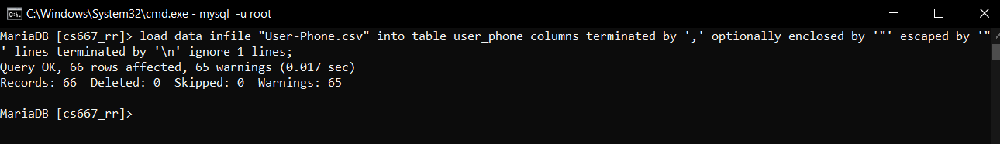 C:\Windows\System32\cmd.exe - mysql  -u root
MariaDB [cs667_rr]> load data infile "User-Phone.csv" into table user_phone columns terminated by ',' optionally enclosed by '"' escaped by '"
' lines terminated by '\n' ignore 1 lines;
Query OK, 66 rows affected, 65 warnings (0.017 sec)
Records: 66  Deleted: 0  Skipped: 0  Warnings: 65
MariaDB [cs667_rr]>